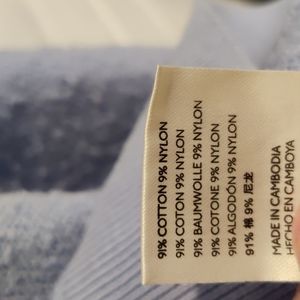 91% COTTON 9% NYLON
91% COTON 9% NYLON
91% BAUMWOLLE 9% NYLON
91% COTONE 9% NYLON
91% ALGODÓN 9% NYLON
91% 棉 9% 尼龙
MADE IN CAMBODIA
HECHO EN CAMBOYA